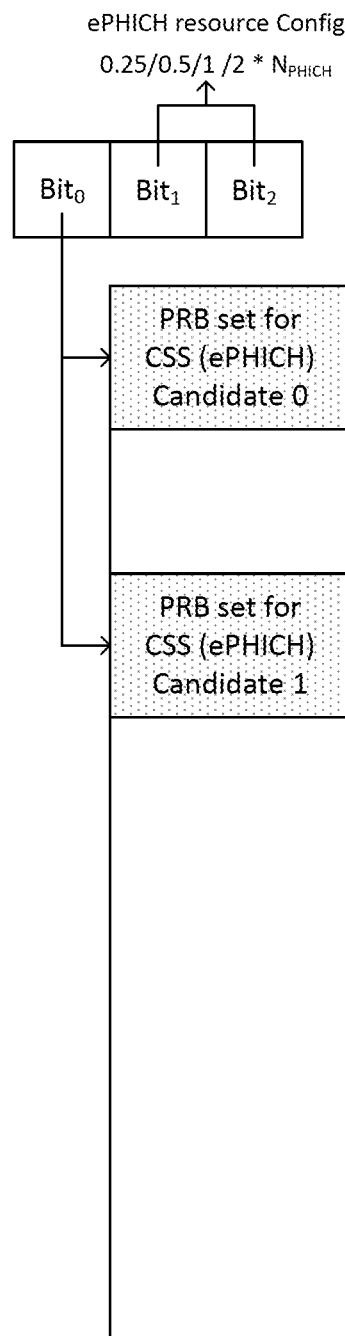 ePHICH resource Config
0.25/0.5/1 /2 * N_PHICH
Bit₀ Bit₁ Bit₂
PRB set for
CSS (ePHICH)
Candidate 0
PRB set for
CSS (ePHICH)
Candidate 1